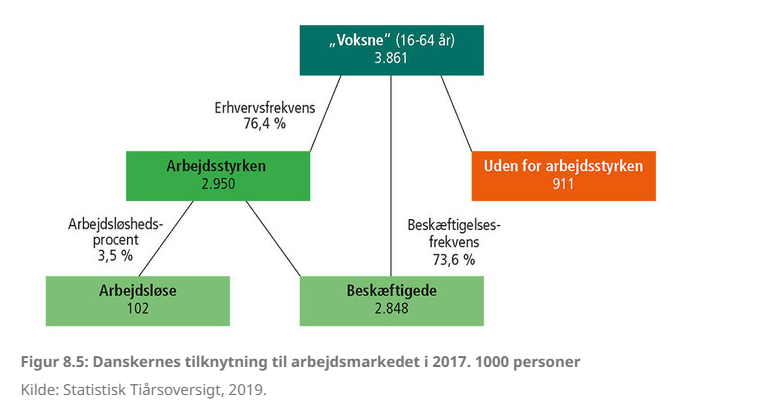 „Voksne“ (16-64 år)
3.861
Erhvervsfrekvens
76,4 %
Arbejdsstyrken
2.950
Uden for arbejdsstyrken
911
Arbejdsløsheds-
procent
3,5 %
Beskæftigelses-
frekvens
73,6 %
Arbejdsløse
102
Beskæftigede
2.848
Figur 8.5: Danskernes tilknytning til arbejdsmarkedet i 2017. 1000 personer
Kilde: Statistisk Tiårsoversigt, 2019.